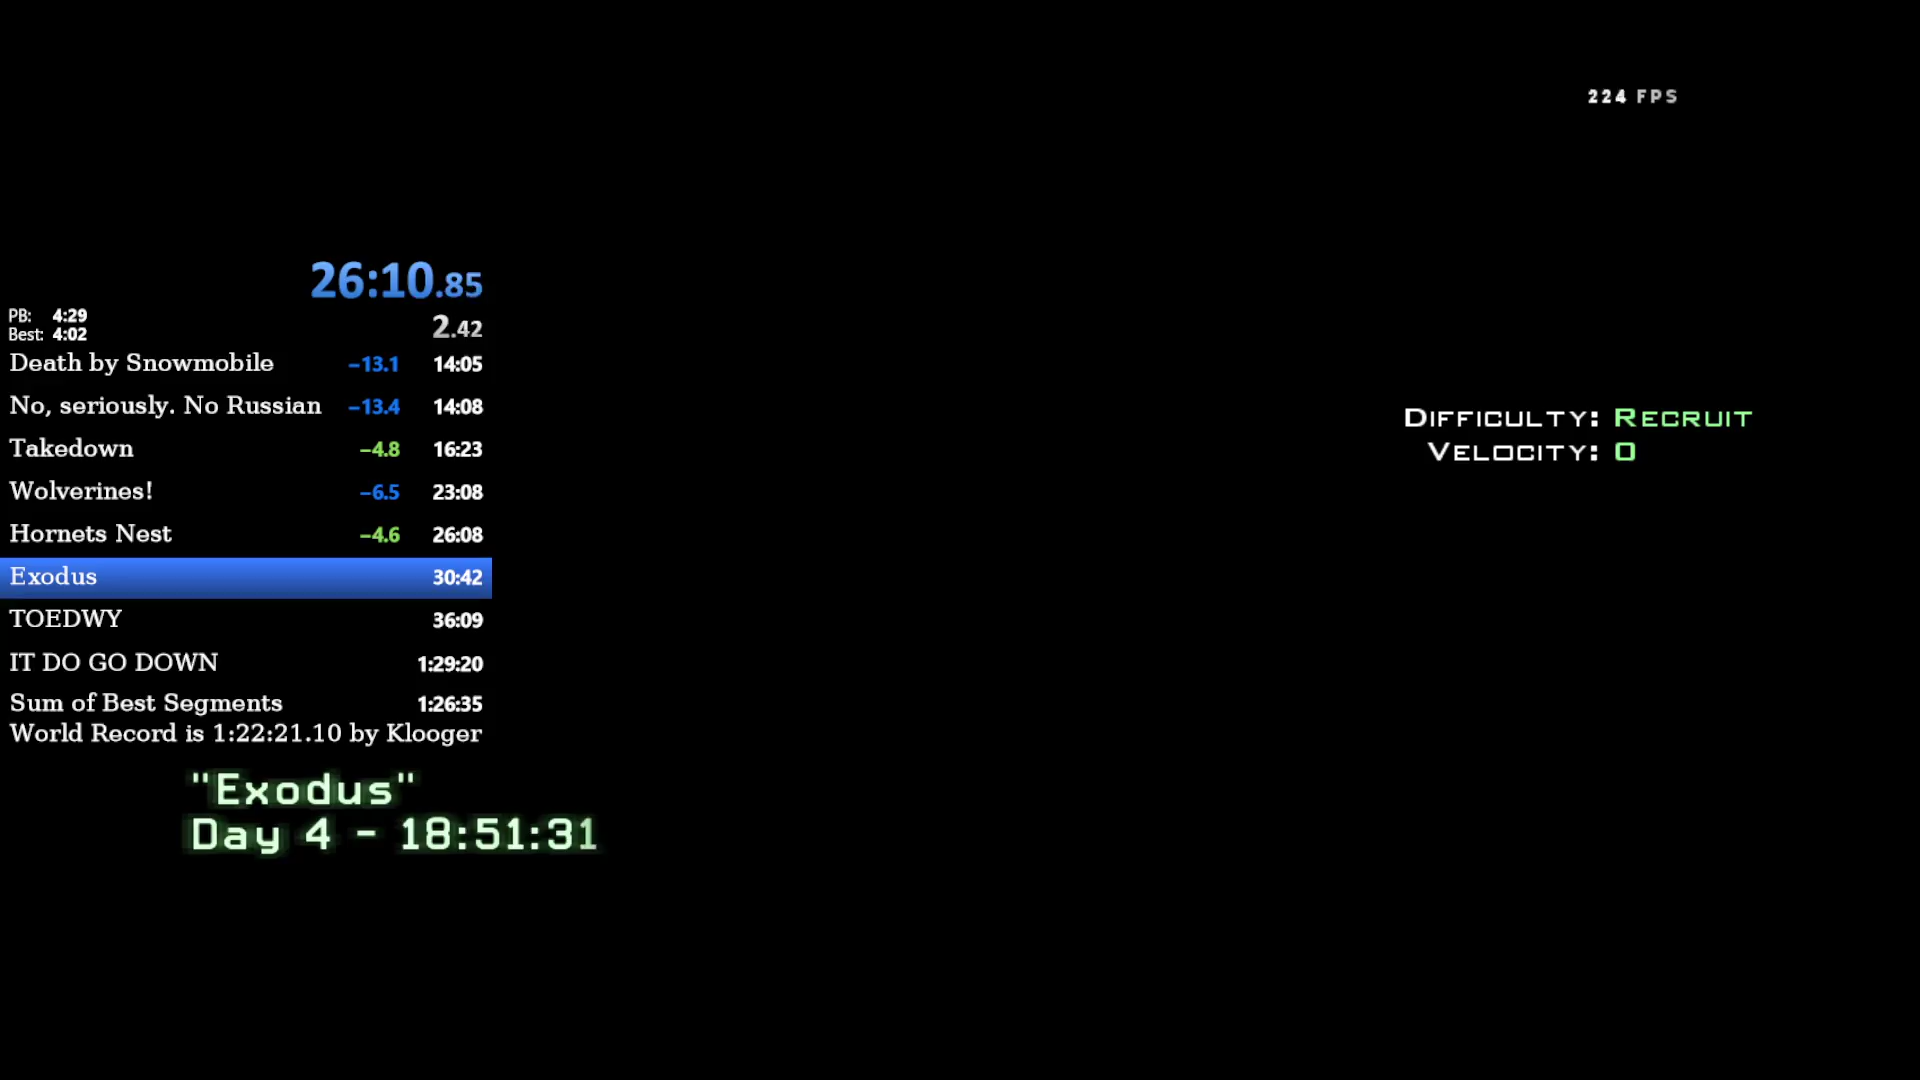 224 FPS
26:10.85
PB: 4:29
Best: 4:02
2.42
Death by Snowmobile -13.1 14:05
No, seriously. No Russian -13.4 14:08
Takedown -4.8 16:23
Wolverines! -6.5 23:08
Hornets Nest -4.6 26:08
Exodus 30:42
TOEDWY 36:09
IT DO GO DOWN 1:29:20
Sum of Best Segments 1:26:35
World Record is 1:22:21.10 by Klooger
Difficulty: Recruit
Velocity: 0
"Exodus"
Day 4 - 18:51:31